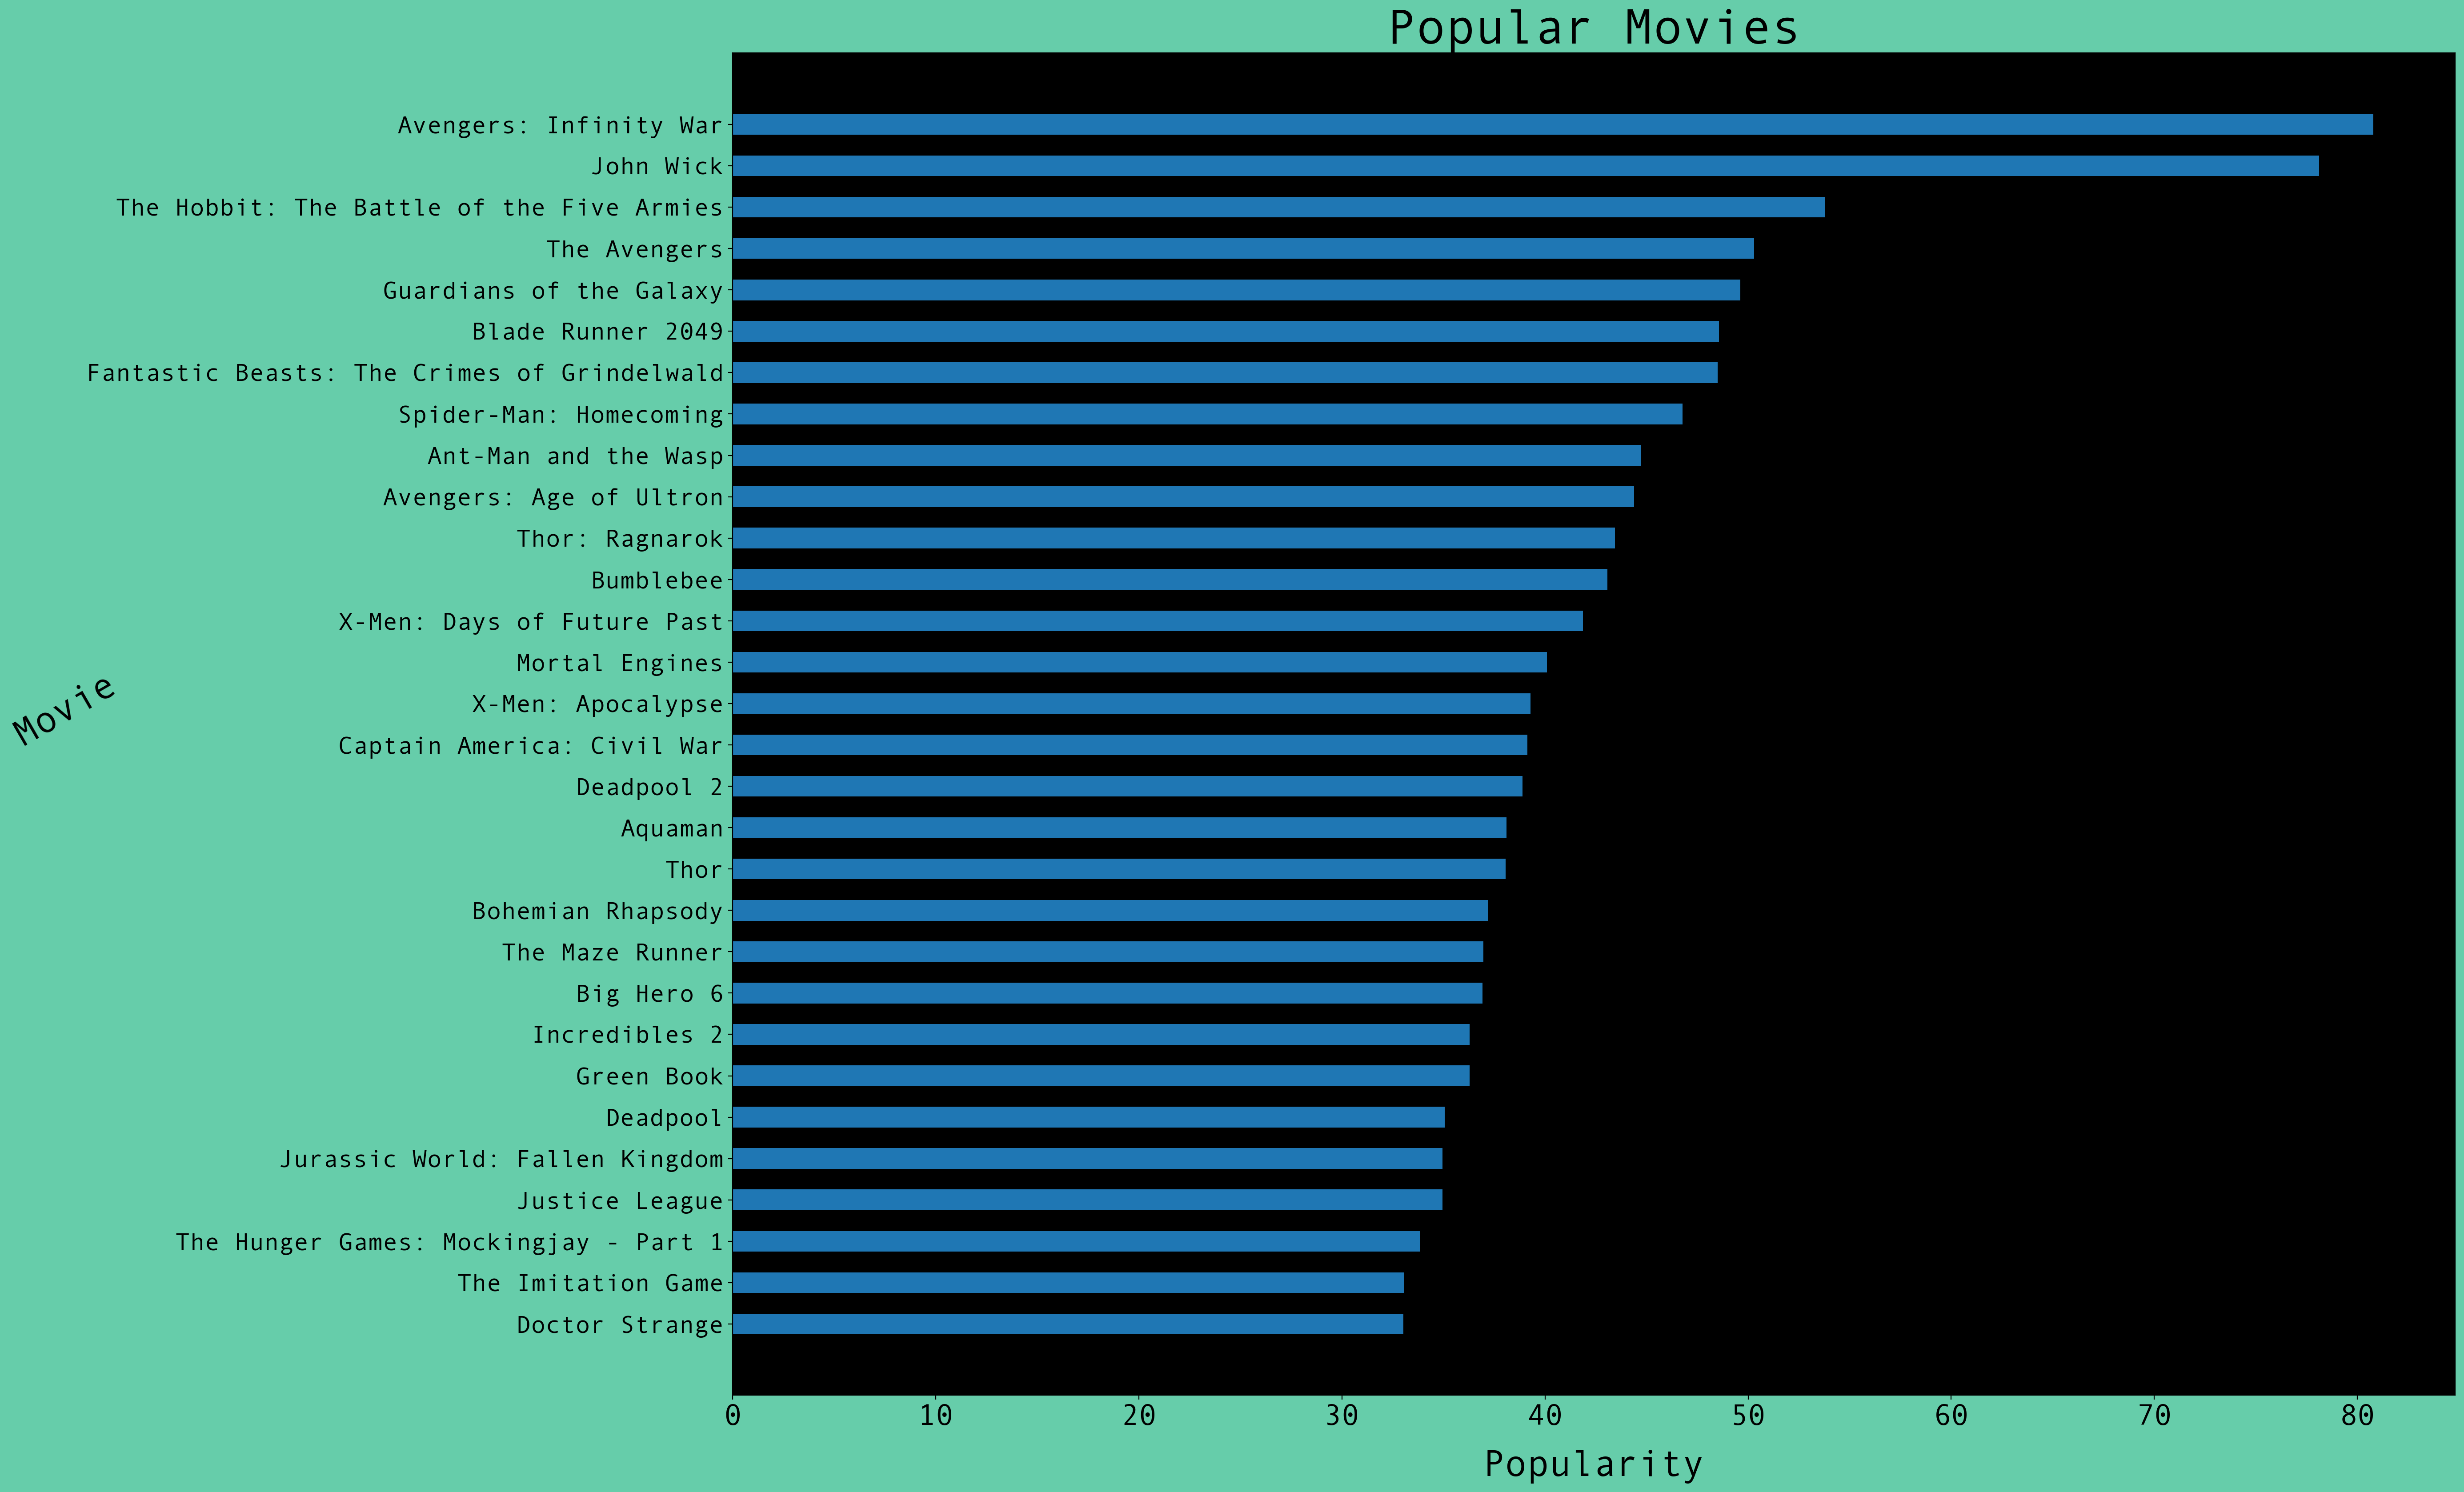 Popular Movies
Avengers: Infinity War
John Wick
The Hobbit: The Battle of the Five Armies
The Avengers
Guardians of the Galaxy
Blade Runner 2049
Fantastic Beasts: The Crimes of Grindelwald
Spider-Man: Homecoming
Ant-Man and the Wasp
Avengers: Age of Ultron
Thor: Ragnarok
Bumblebee
X-Men: Days of Future Past
Mortal Engines
X-Men: Apocalypse
Captain America: Civil War
Deadpool 2
Aquaman
Thor
Bohemian Rhapsody
The Maze Runner
Big Hero 6
Incredibles 2
Green Book
Deadpool
Jurassic World: Fallen Kingdom
Justice League
The Hunger Games: Mockingjay - Part 1
The Imitation Game
Doctor Strange
Movie
0 10 20 30 40 50 60 70 80
Popularity